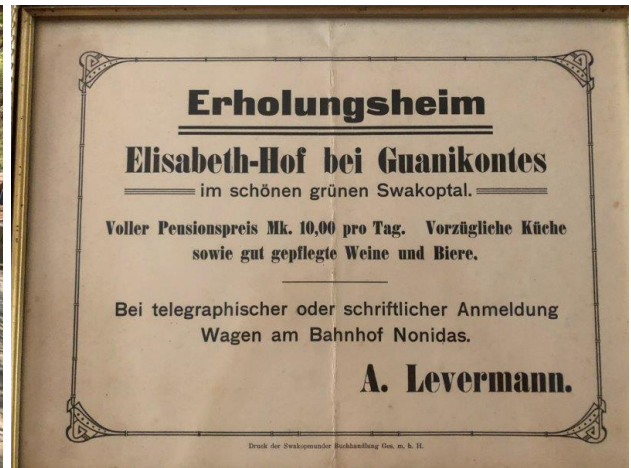 Erholungsheim
Elisabeth-Hof bei Guanikontes
im schönen grünen Swakoptal.
Voller Pensionspreis Mk. 10,00 pro Tag. Vorzügliche Küche
sowie gut gepflegte Weine und Biere.
Bei telegraphischer oder schriftlicher Anmeldung
Wagen am Bahnhof Nonidas.
A. Levermann.
Druck der Swakopmunder Buchhandlung Gen. m. b. H.